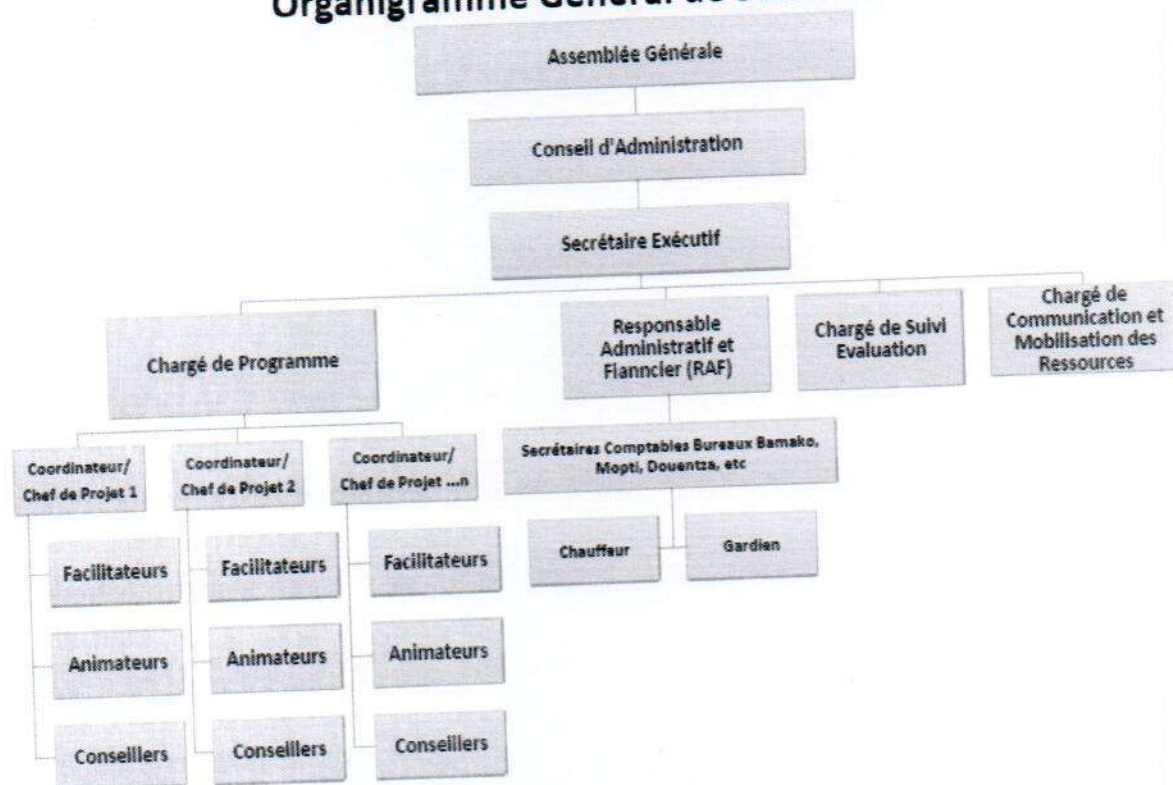 Organigramme Général
Assemblée Générale
Conseil d'Administration
Secrétaire Exécutif
Chargé de Programme
Responsable
Administratif et
Fianncier (RAF)
Chargé de Suivi
Evaluation
Chargé de
Communication et
Mobilisation des
Ressources
Coordinateur/
Chef de Projet 1
Coordinateur/
Chef de Projet 2
Coordinateur/
Chef de Projet ...n
Secrétaires Comptables Bureaux Bamako,
Mopti, Douentza, etc
Facilitateurs
Facilitateurs
Facilitateurs
Chauffeur
Gardien
Animateurs
Animateurs
Animateurs
Conseillers
Conseillers
Conseillers